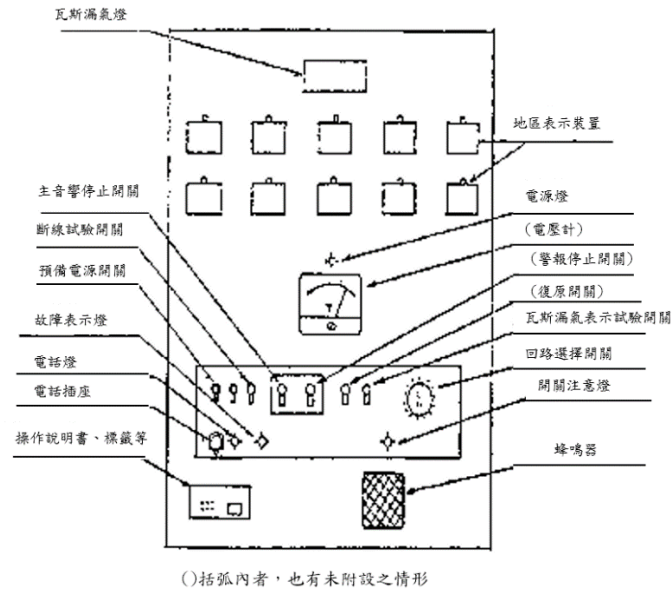 瓦斯漏氣燈
地區表示裝置
主音響停止開關
斷線試驗開關
預備電源開關
故障表示燈
電話燈
電話插座
操作說明書、標籤等
電源燈
(電壓計)
(警報停止開關)
(復原開關)
瓦斯漏氣表示試驗開關
回路選擇開關
開關注意燈
蜂鳴器
()括弧內者,也有未附設之情形